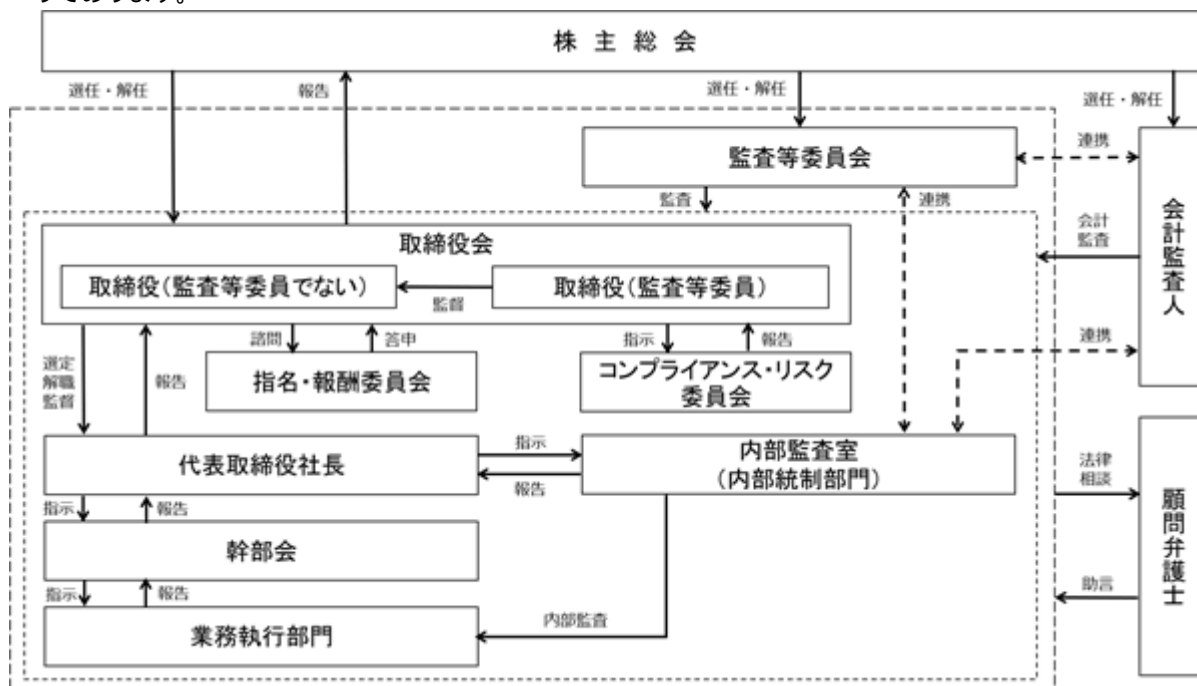 りであります。
株 主 総 会
選任・解任
報告
選任・解任
選任・解任
監査等委員会
連携
監査
連携
会計監査人
会計
監査
取締役会
取締役(監査等委員でない)
監督
取締役(監査等委員)
諮問
答申
指示
報告
連携
選定
解職
監督
報告
指名・報酬委員会
コンプライアンス・リスク
委員会
代表取締役社長
指示
報告
内部監査室
(内部統制部門)
法律
相談
顧問弁護士
指示
報告
幹部会
指示
報告
助言
業務執行部門
内部監査